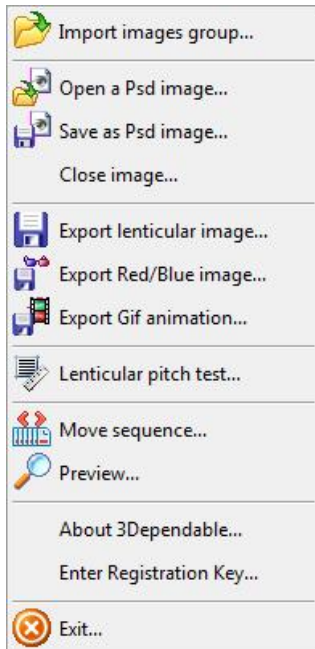 Import images group...
Open a Psd image...
Save as Psd image...
Close image...
Export lenticular image...
Export Red/Blue image...
Export Gif animation...
Lenticular pitch test...
Move sequence...
Preview...
About 3Dependable...
Enter Registration Key...
Exit...